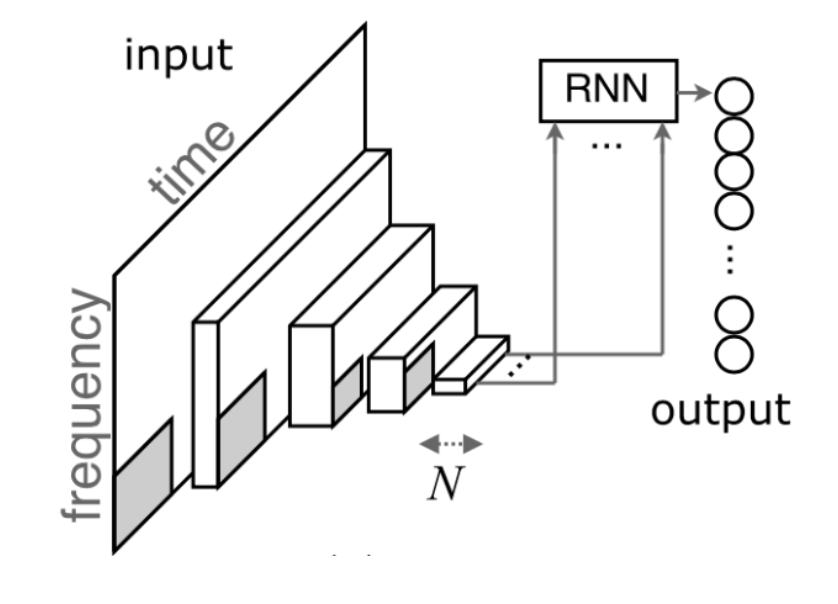 input
time
frequency
RNN
...
...
output
N